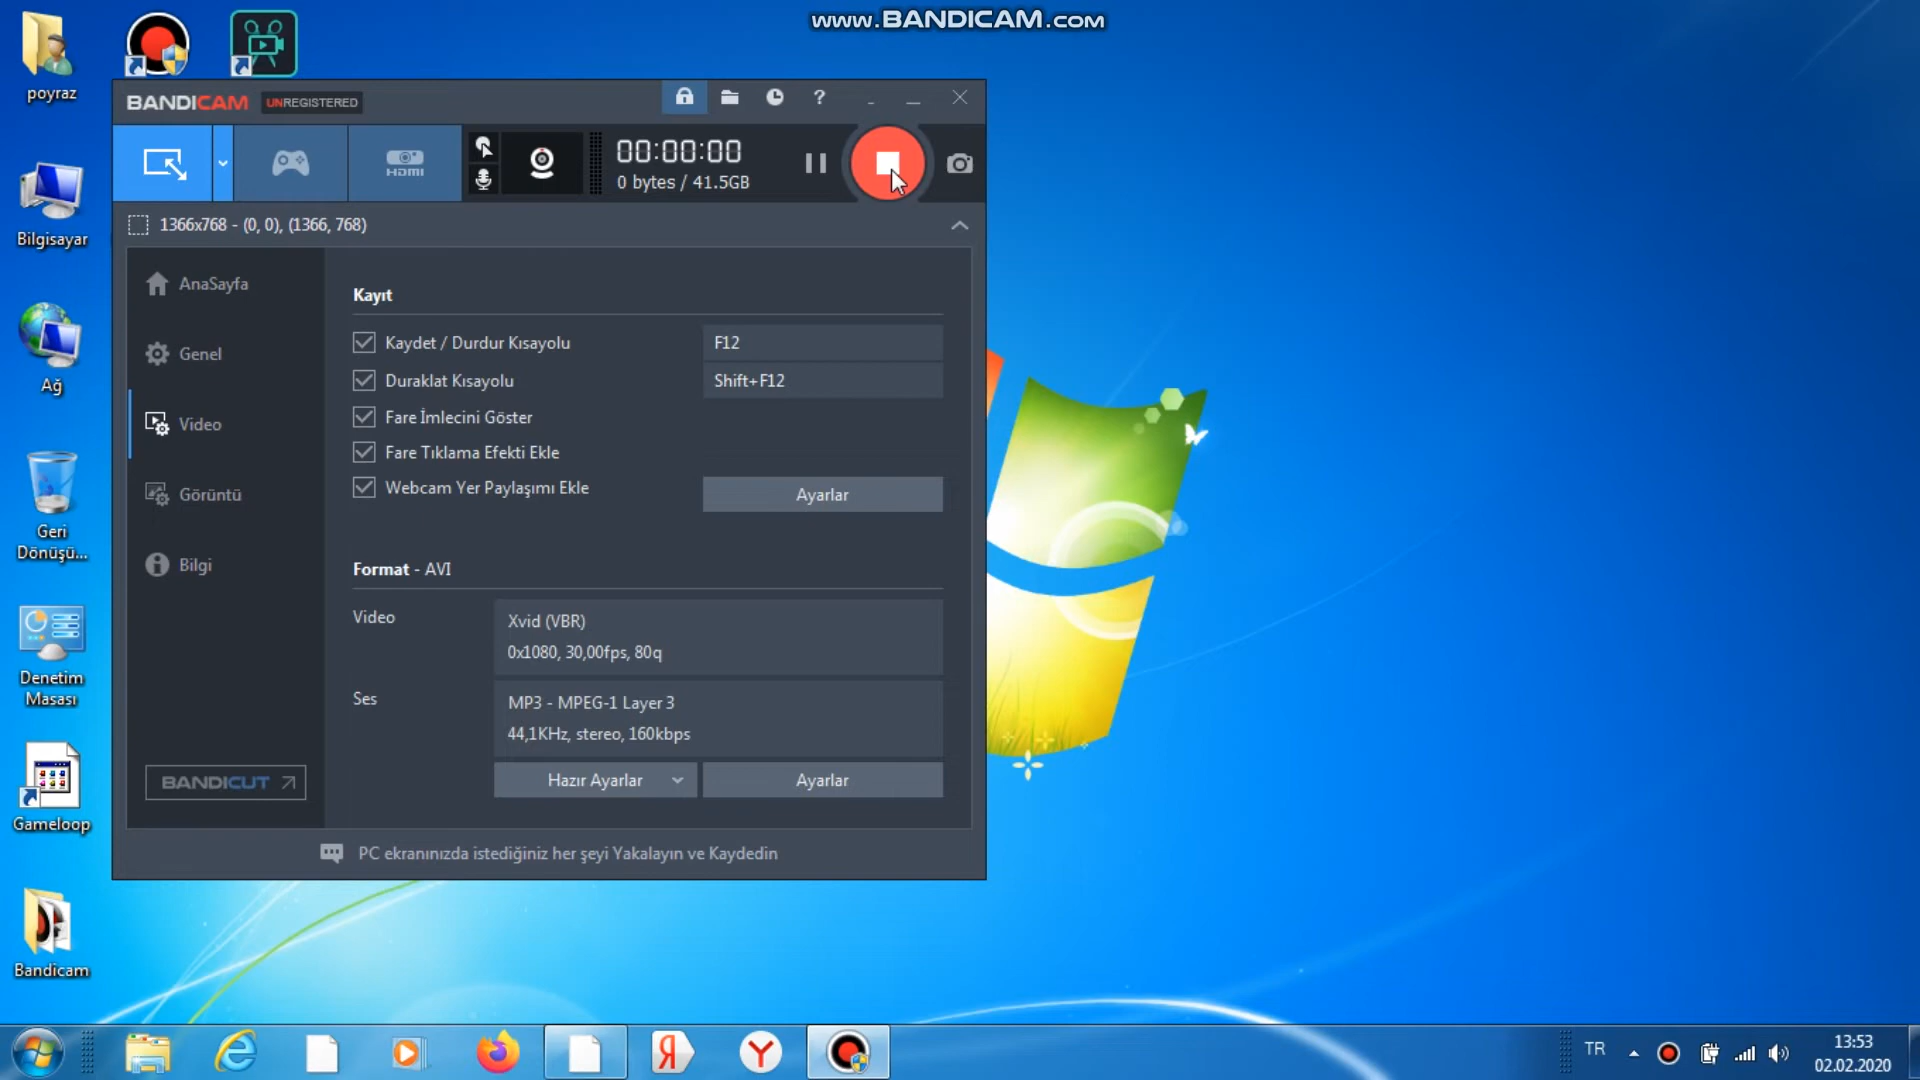 www.BANDICAM.com
poyraz
Bilgisayar
Ağ
Geri
Dönüşü...
Denetim
Masası
Gameloop
Bandicam
BANDICAM UNREGISTERED
?
HDMI
00:00:00
0 bytes / 41.5GB
1366x768 - (0, 0), (1366, 768)
AnaSayfa
Genel
Video
Görüntü
Bilgi
BANDICUT
Kayıt
Kaydet / Durdur Kısayolu
F12
Duraklat Kısayolu
Shift+F12
Fare İmlecini Göster
Fare Tıklama Efekti Ekle
Webcam Yer Paylaşımı Ekle
Ayarlar
Format - AVI
Video
Xvid (VBR)
0x1080, 30,00fps, 80q
Ses
MP3 - MPEG-1 Layer 3
44,1KHz, stereo, 160kbps
Hazır Ayarlar
Ayarlar
PC ekranınızda istediğiniz her şeyi Yakalayın ve Kaydedin
TR
13:53
02.02.2020